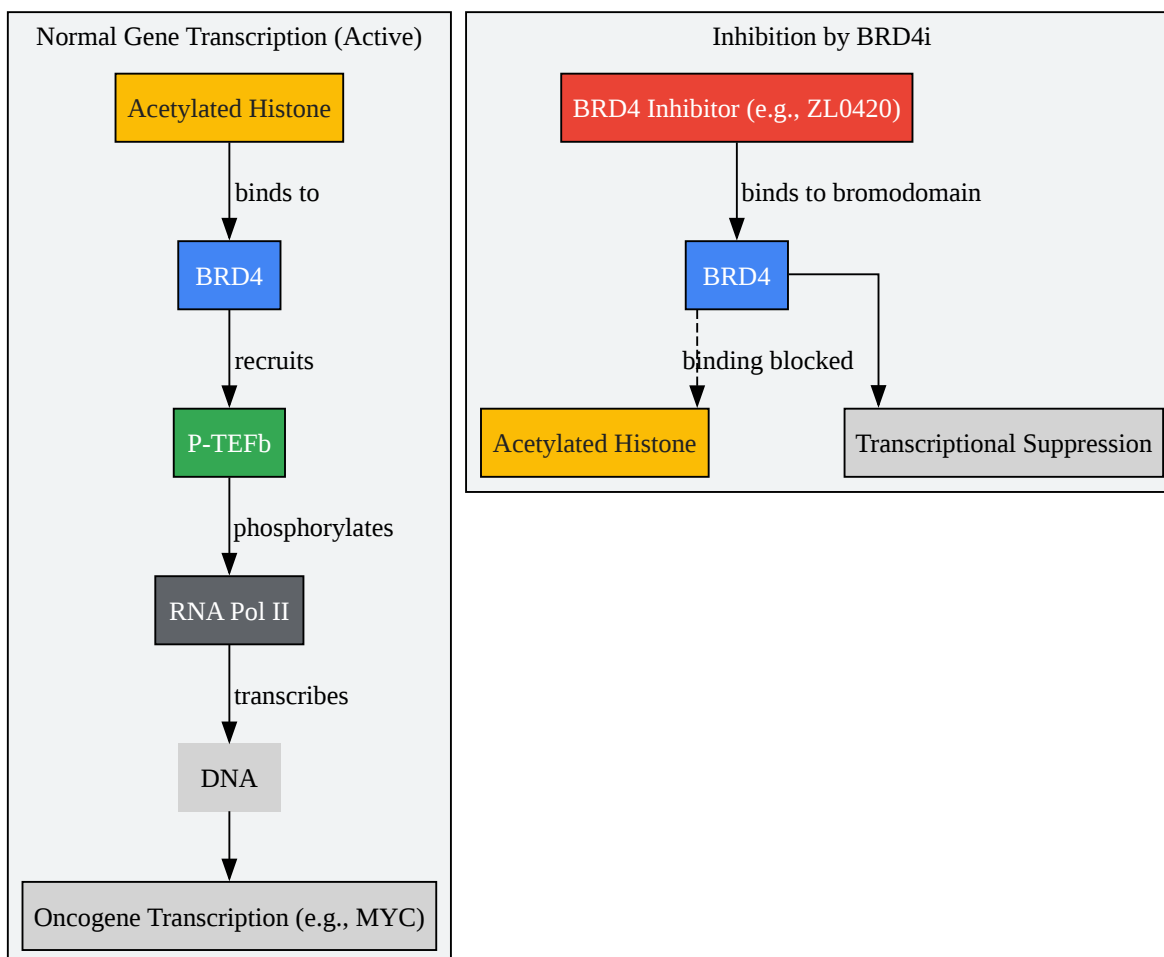 Normal Gene Transcription (Active)
Acetylated Histone
binds to
BRD4
recruits
P-TEFb
phosphorylates
RNA Pol II
transcribes
DNA
Oncogene Transcription (e.g., MYC)
Inhibition by BRD4i
BRD4 Inhibitor (e.g., ZL0420)
binds to bromodomain
BRD4
binding blocked
Acetylated Histone
Transcriptional Suppression